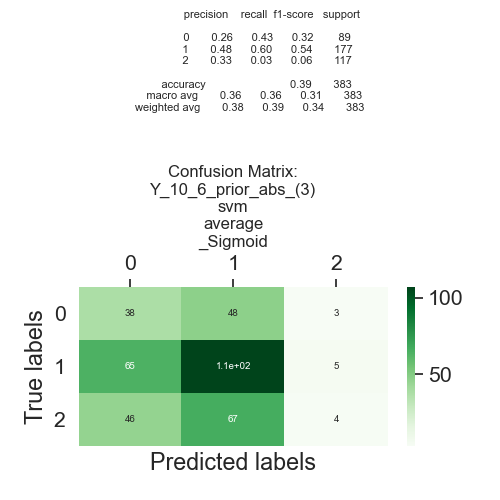 precision recall f1-score support
0 0.26 0.43 0.32 89
1 0.48 0.60 0.54 177
2 0.33 0.03 0.06 117
accuracy 0.39 383
macro avg 0.36 0.36 0.31 383
weighted avg 0.38 0.39 0.34 383
Confusion Matrix:
Y_10_6_prior_abs_(3)
svm
average
_Sigmoid
0 1 2
0 38 48 3
1 65 1.1e+02 5
2 46 67 4
True labels
Predicted labels
100
50